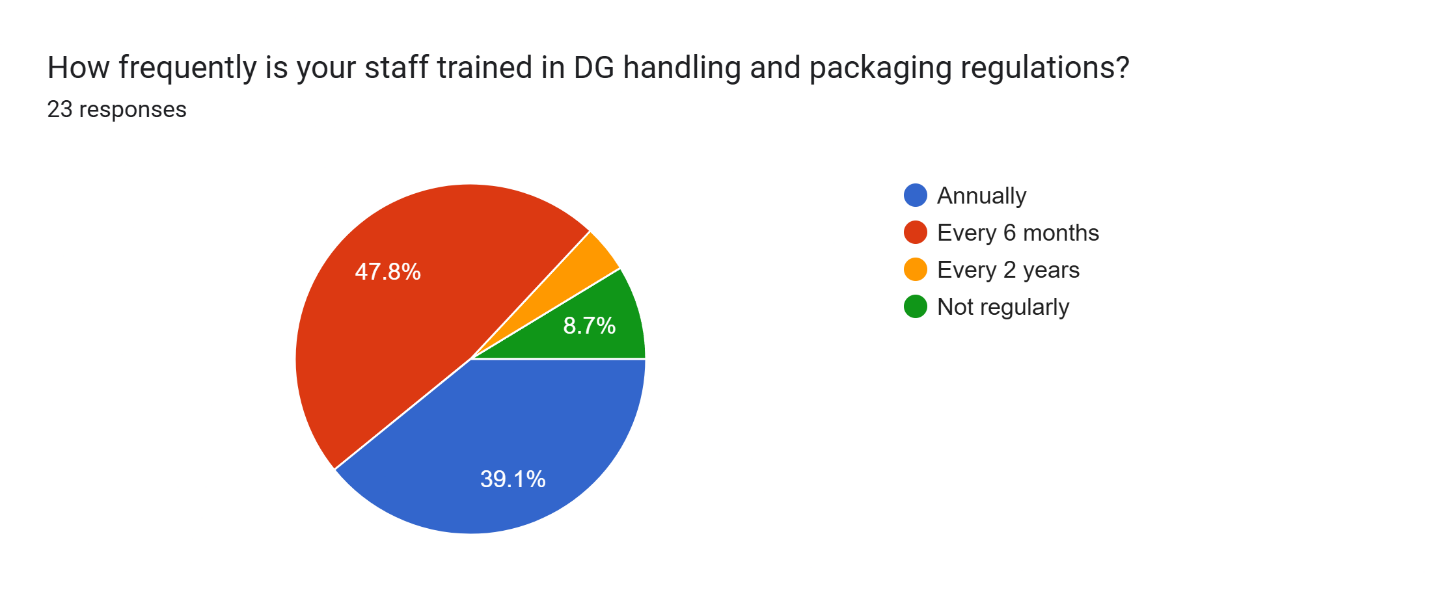 How frequently is your staff trained in DG handling and packaging regulations?
23 responses
Annually
Every 6 months
Every 2 years
Not regularly
47.8%
8.7%
39.1%